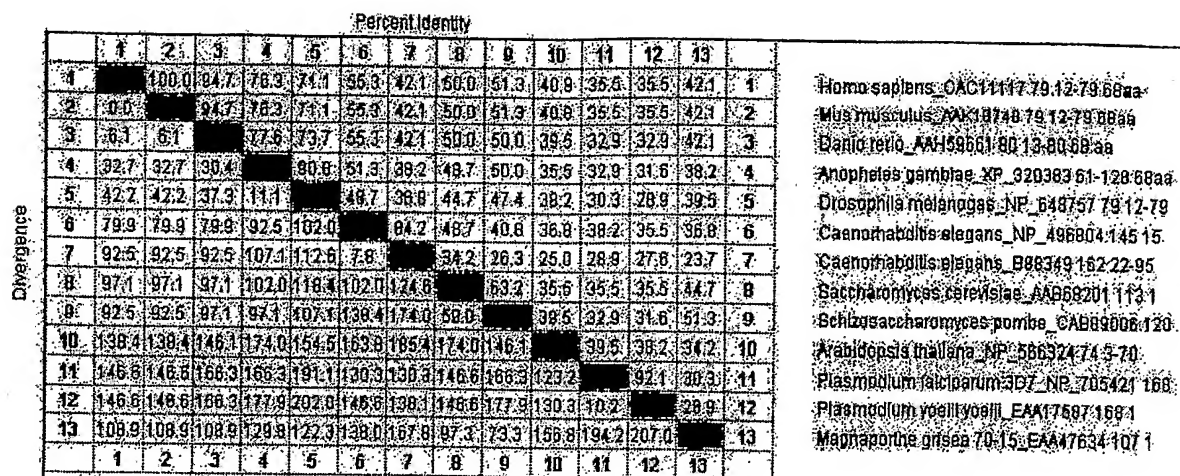 Percent Identity
1 2 3 4 5 6 7 8 9 10 11 12 13
1 100.0 94.7 76.3 71.1 55.3 42.1 50.0 51.3 40.8 35.5 35.5 42.1 1 Homo sapiens_CAC11117 79.12-79 68aa
2 0.0 94.7 76.3 71.1 55.3 42.1 50.0 51.3 40.8 35.5 35.5 42.1 2 Mus musculus_AAK18748 79 12-79 68aa
3 6.1 6.1 77.6 73.7 55.3 42.1 50.0 50.0 39.5 32.9 32.9 42.1 3 Danio rerio_AAH59661 80 13-80 68 aa
4 32.7 32.7 30.4 51.3 38.2 48.7 50.0 32.9 31.6 38.2 4 Anopheles gambiae_XP_320383 61-128 68aa
5 42.2 42.2 37.3 11.1 48.7 36.8 44.7 47.4 38.2 30.3 28.9 39.5 5 Drosophila melanogas_NP_648757 79 12-79
6 79.9 79.9 79.9 92.5 102.0 84.2 48.7 40.8 36.8 38.2 35.5 36.8 6 Caenorhabditis elegans_NP_496804 145 15
7 92.5 92.5 92.5 107.1 112.6 7.8 34.2 26.3 25.0 28.9 27.6 23.7 7 Caenorhabditis elegans_B88349 162 22-95
8 97.1 97.1 97.1 102.0 118.4 102.0 124.6 63.2 35.5 35.5 44.7 8 Saccharomyces cerevisiae_AAB69201 113 1
9 92.5 92.5 97.1 97.1 107.1 138.4 174.0 39.5 32.9 31.6 51.3 9 Schizosaccharomyces pombe_CAB89006 120
10 138.4 138.4 146.1 174.0 154.5 163.8 185.4 174.0 146.1 39.5 38.2 34.2 10 Arabidopsis thaliana_NP_566324 74 3-70
11 146.6 146.6 166.3 166.3 191.1 130.3 130.3 146.6 166.3 123.2 92.1 30.3 11 Plasmodium falciparum 3D7_NP_705421 168
12 146.6 146.6 166.3 177.9 202.0 146.6 138.1 146.6 177.9 130.3 10.2 28.9 12 Plasmodium yoelii yoelii_EAA17587 168 1
13 108.9 108.9 108.9 129.8 122.3 138.0 167.8 97.3 73.3 156.8 194.2 207.0 13 Magnaporthe grisea 70-15_EAA47634 107 1
1 2 3 4 5 6 7 8 9 10 11 12 13
Divergence